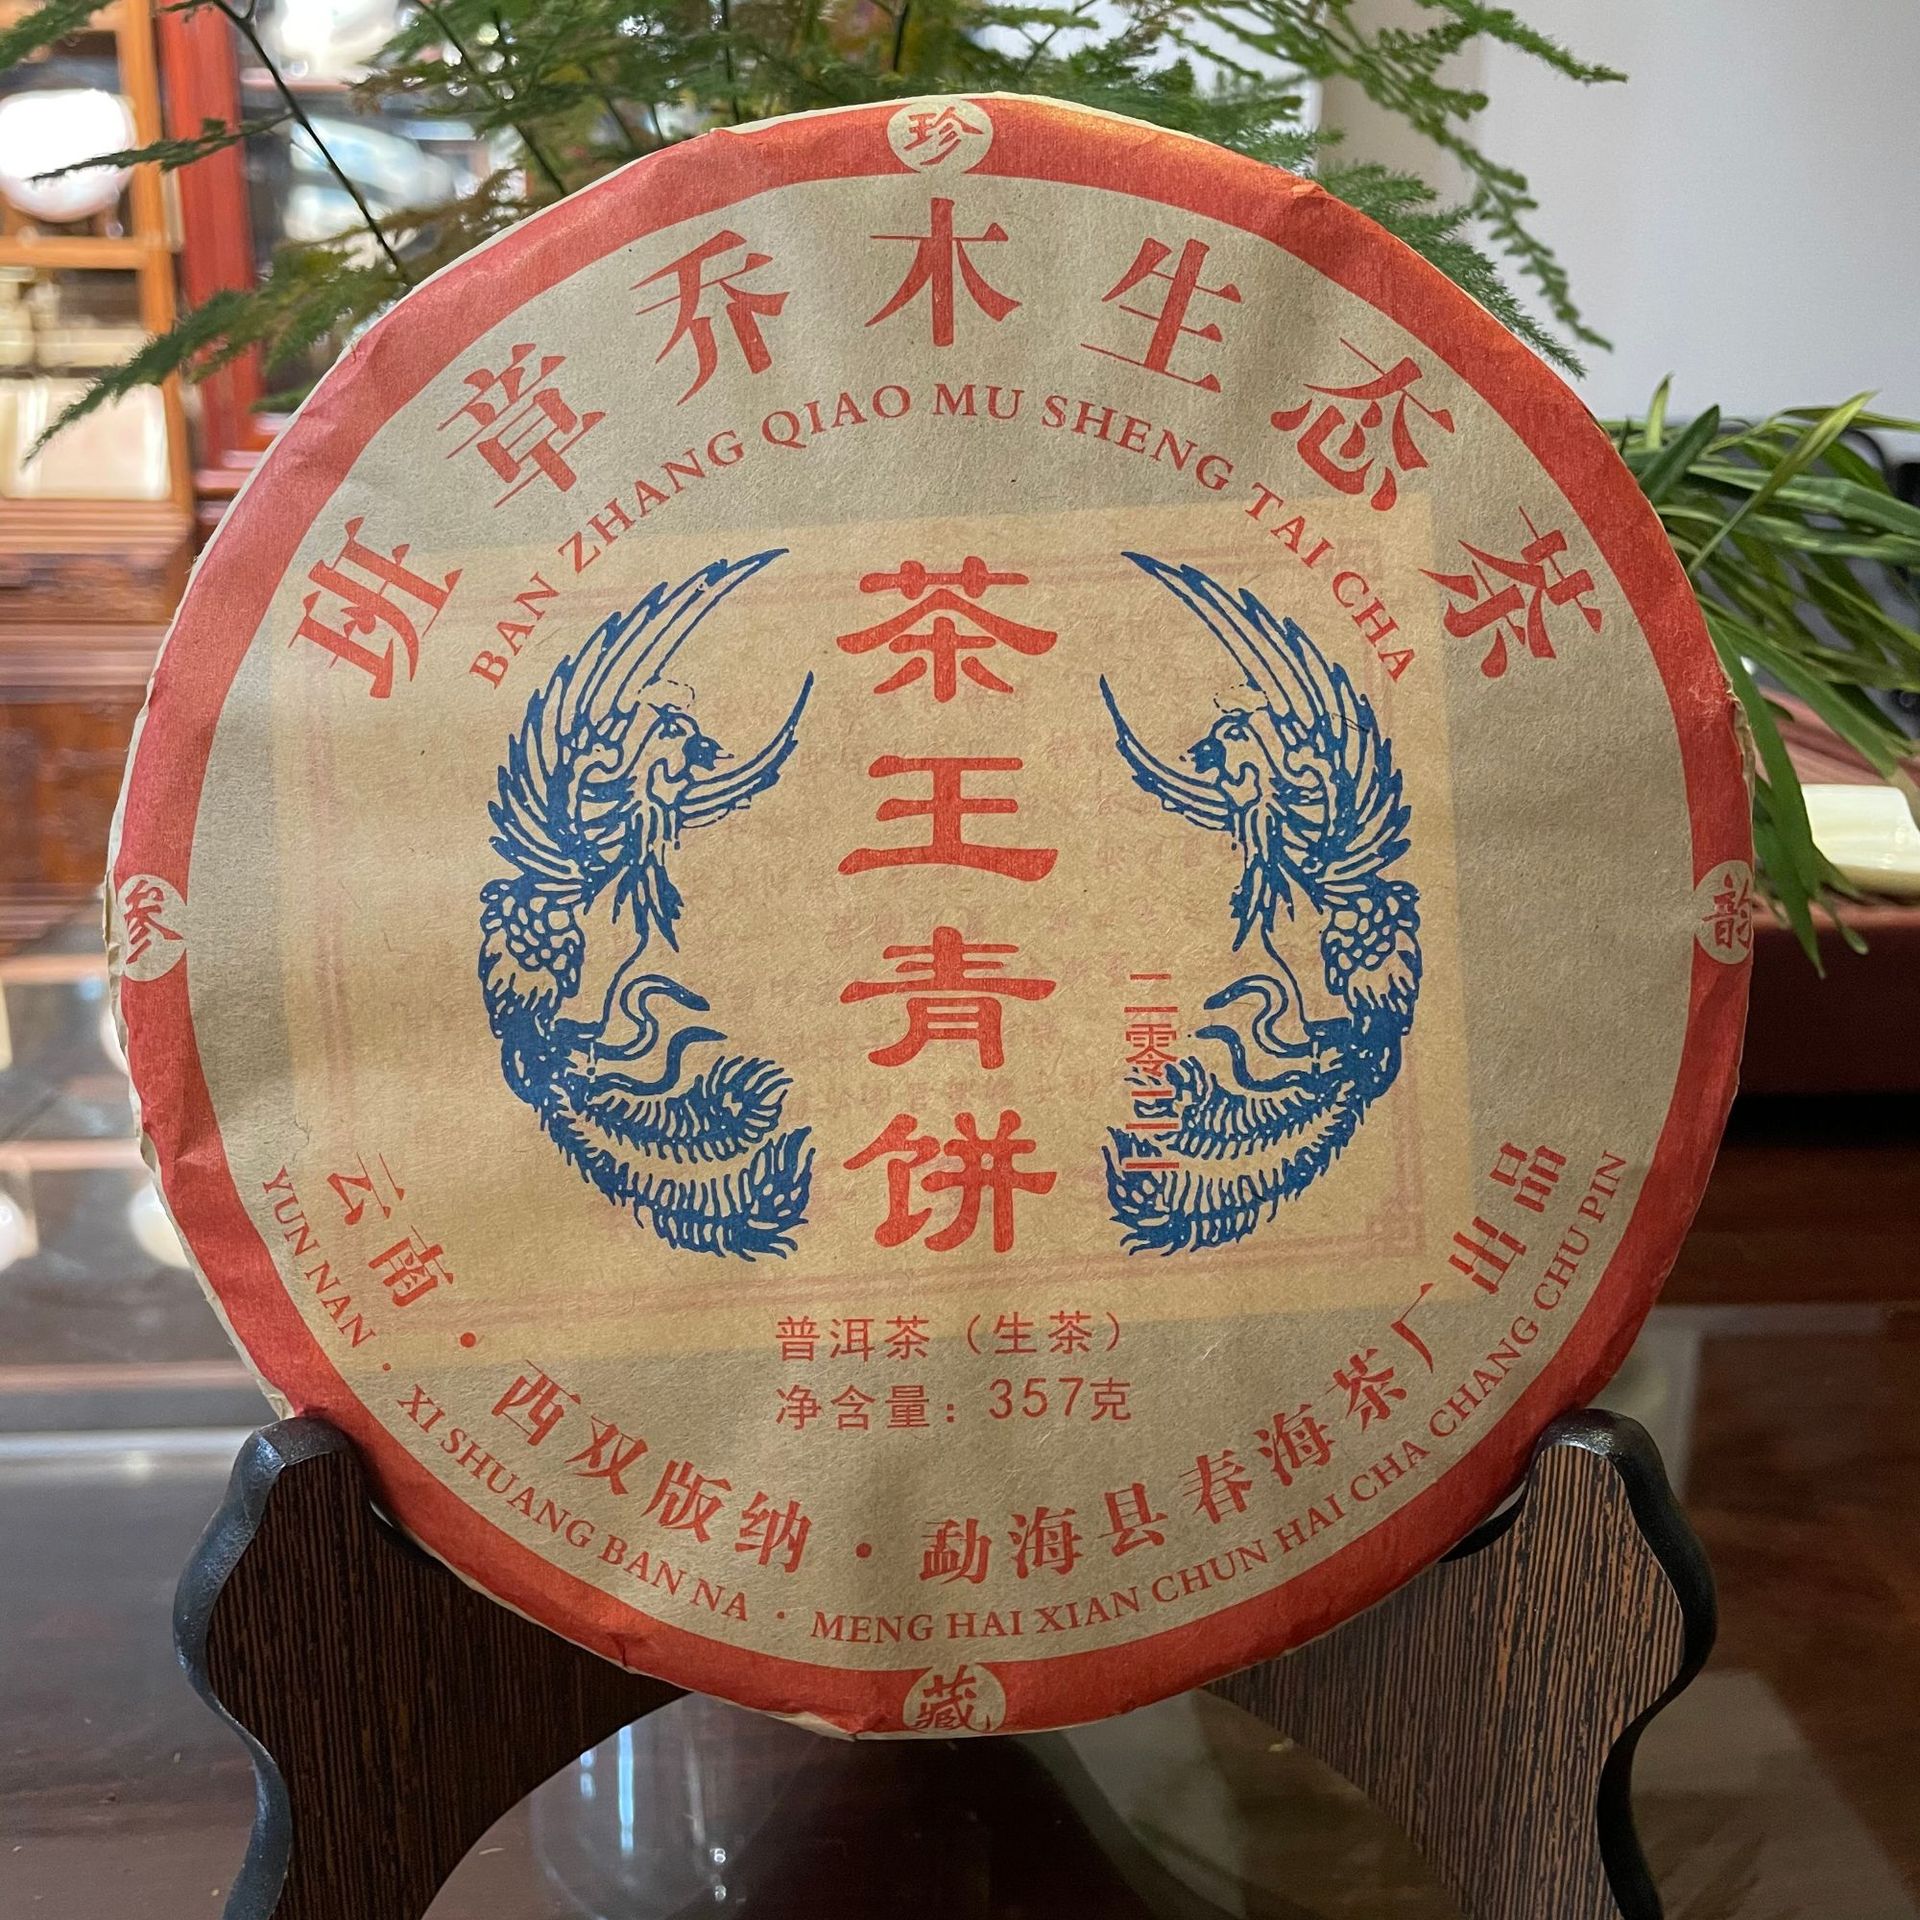 珍
班章乔木生态茶
BAN ZHANG QIAO MU SHENG TAI CHA
茶王青饼
二零二一
参
韵
普洱茶（生茶）
净含量：357克
云南·西双版纳·勐海县春海茶厂出品
YUN NAN · XI SHUANG BAN NA · MENG HAI XIAN CHUN HAI CHA CHANG CHU PIN
藏